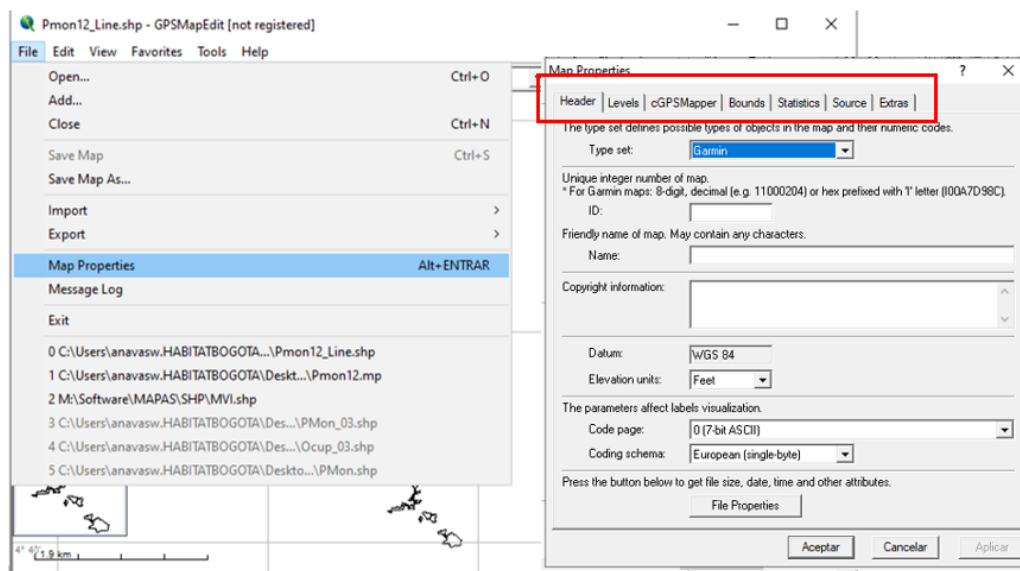 Pmon12_Line.shp - GPSMapEdit [not registered]
File Edit View Favorites Tools Help
Open... Ctrl+O
Add...
Close Ctrl+N
Save Map Ctrl+S
Save Map As...
Import >
Export >
Map Properties Alt+ENTRAR
Message Log
Exit
0 C:\Users\anavasw.HABITATBOGOTA...\Pmon12_Line.shp
1 C:\Users\anavasw.HABITATBOGOTA\Deskt...\Pmon12.mp
2 M:\Software\MAPAS\SHP\MVI.shp
3 C:\Users\anavasw.HABITATBOGOTA\Des...\PMon_03.shp
4 C:\Users\anavasw.HABITATBOGOTA\Des...\Ocup_03.shp
5 C:\Users\anavasw.HABITATBOGOTA\Deskto...\PMon.shp
4° 40'
1.9 km
Map Properties ?
Header Levels cGPSMapper Bounds Statistics Source Extras
The type set defines possible types of objects in the map and their numeric codes.
Type set: Garmin
Unique integer number of map.
* For Garmin maps: 8-digit, decimal (e.g. 11000204) or hex prefixed with 'I' letter (I00A7D98C).
ID:
Friendly name of map. May contain any characters.
Name:
Copyright information:
Datum: WGS 84
Elevation units: Feet
The parameters affect labels visualization.
Code page: 0 (7-bit ASCII)
Coding schema: European (single-byte)
Press the button below to get file size, date, time and other attributes.
File Properties
Aceptar Cancelar Aplicar